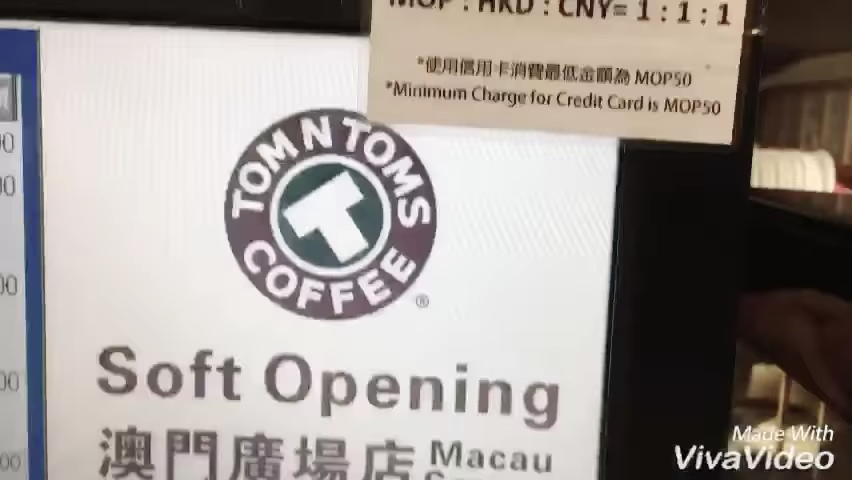 MOP : HKD : CNY= 1 : 1 : 1
*使用信用卡消費最低金額為 MOP50
*Minimum Charge for Credit Card is MOP50
TOM N TOMS
COFFEE
T
®
Soft Opening
澳門廣場店 Macau
Made With
VivaVideo